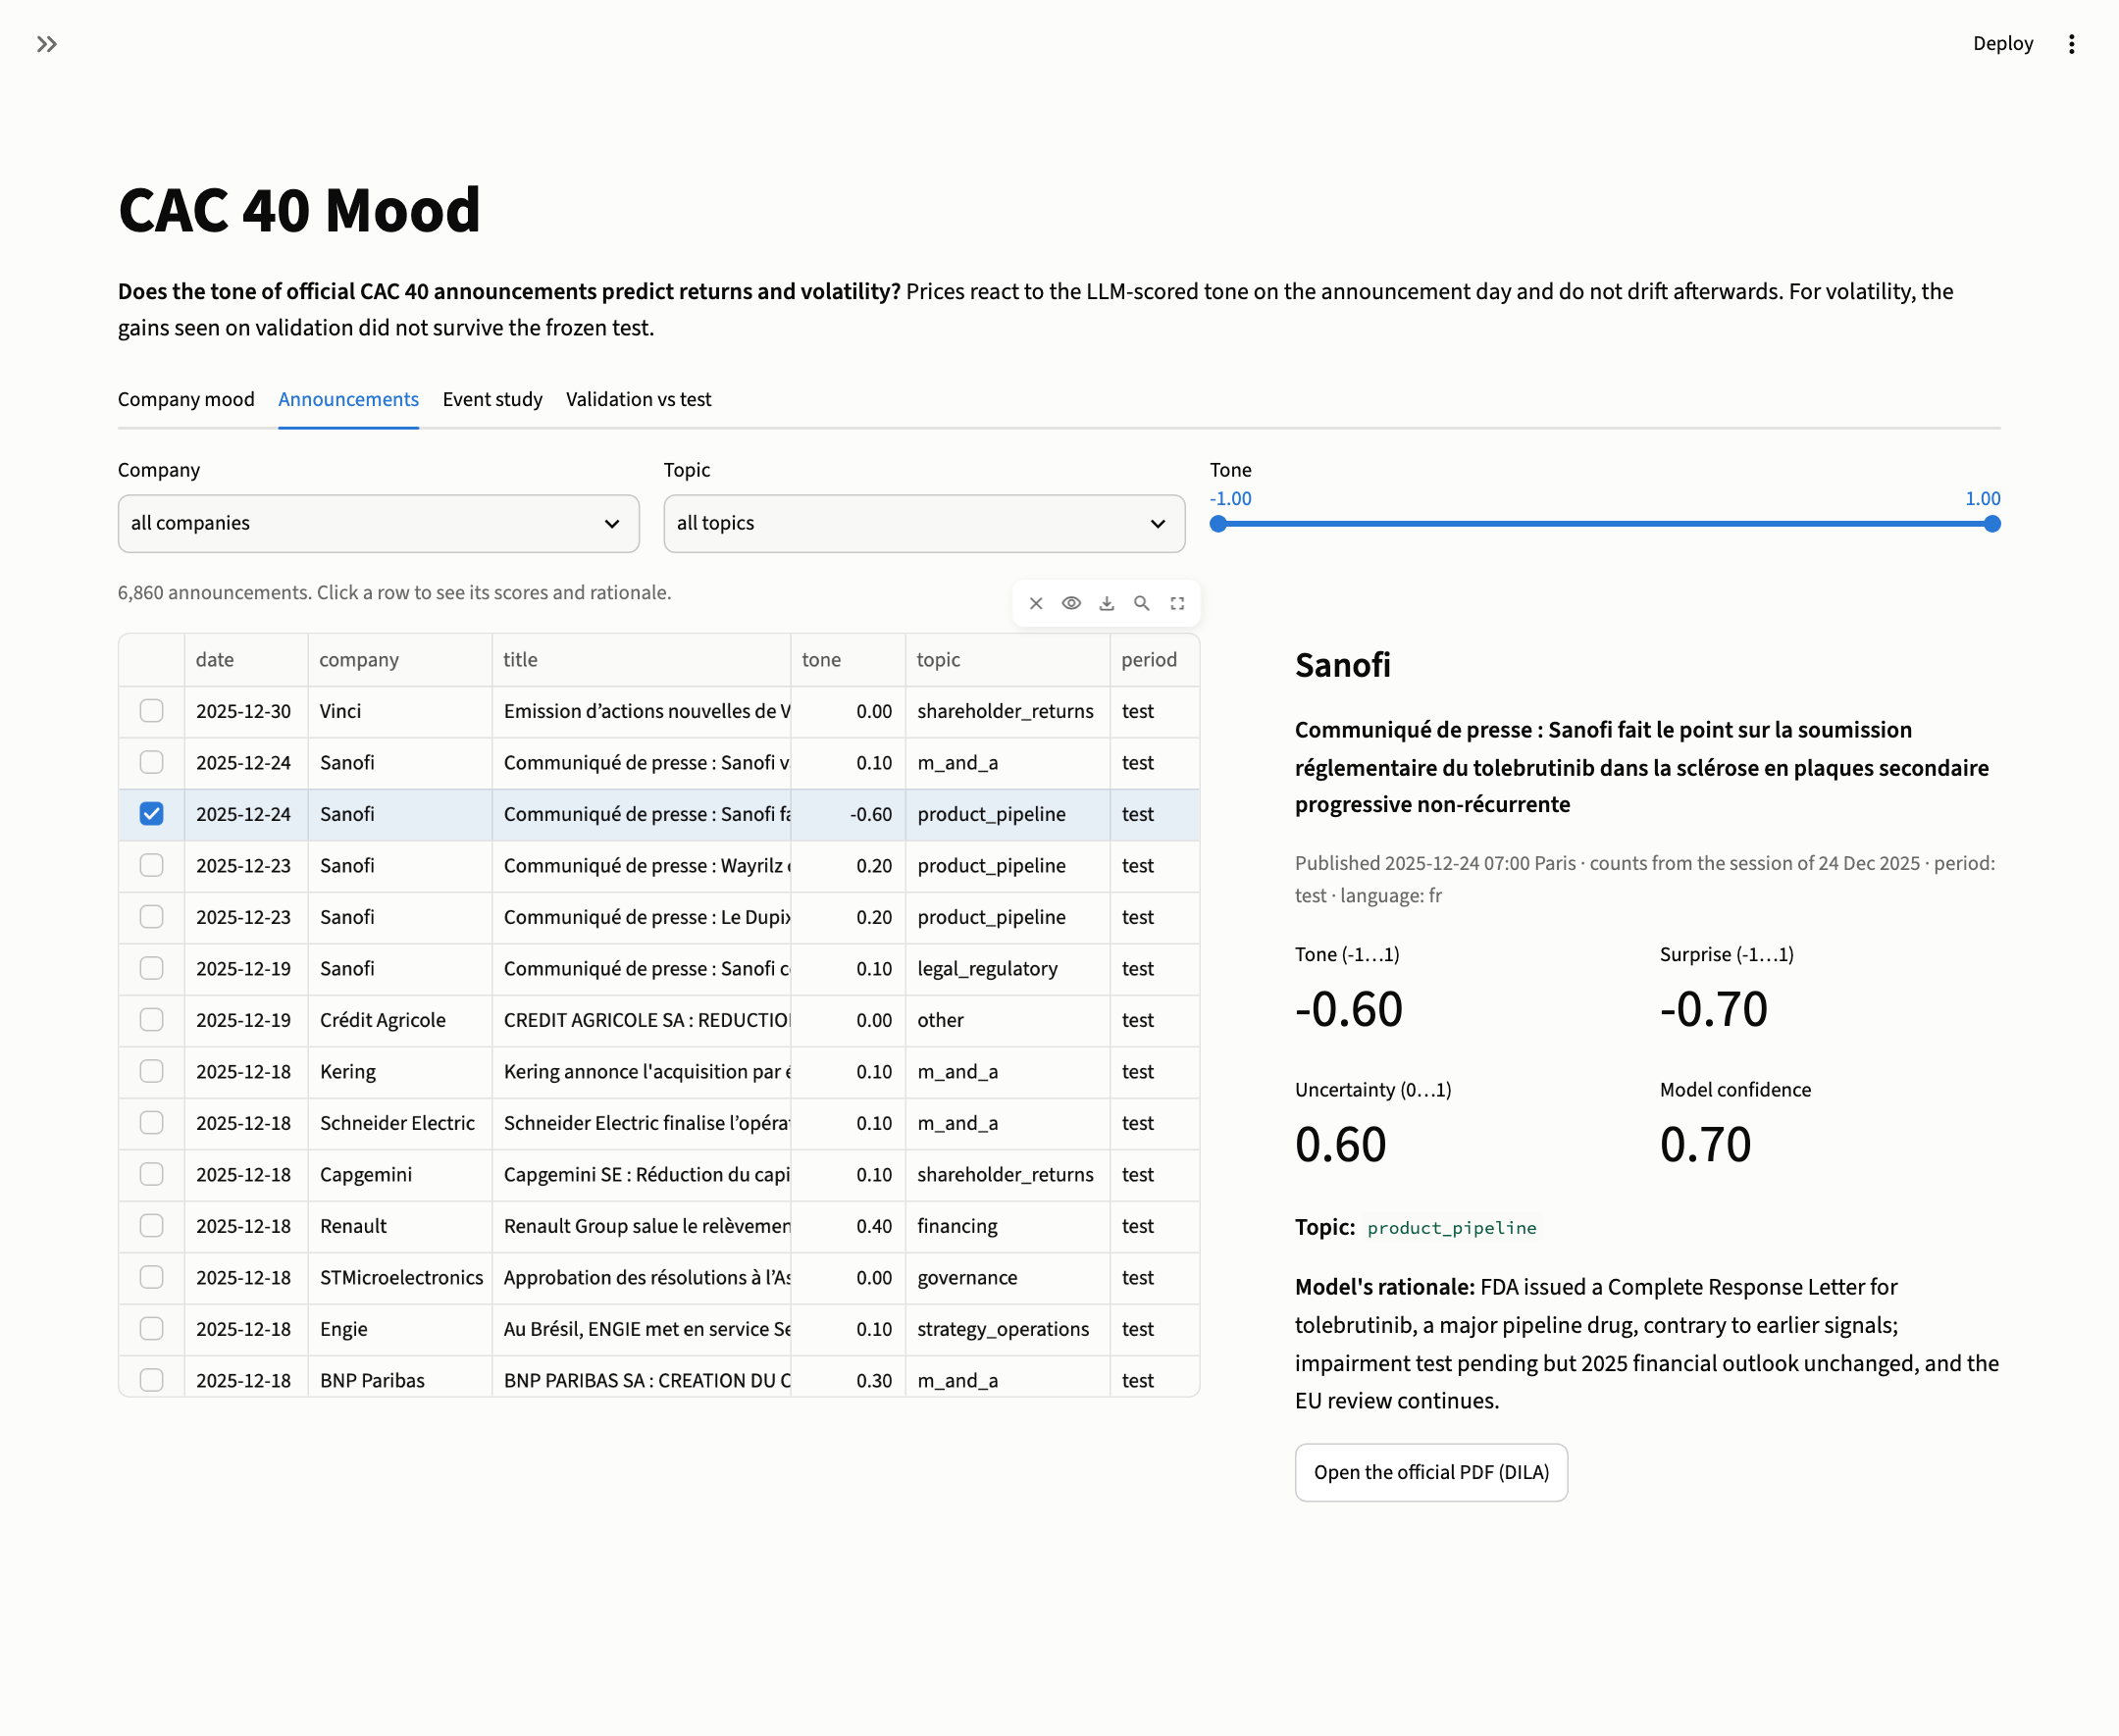 Deploy
CAC 40 Mood
Does the tone of official CAC 40 announcements predict returns and volatility? Prices react to the LLM-scored tone on the announcement day and do not drift afterwards. For volatility, the
gains seen on validation did not survive the frozen test.
Company mood Announcements Event study Validation vs test
Company Topic Tone
-1.00 1.00
all companies all topics
6,860 announcements. Click a row to see its scores and rationale.
date company title tone topic period
2025-12-30 Vinci Emission d’actions nouvelles de V 0.00 shareholder_returns test
2025-12-24 Sanofi Communiqué de presse : Sanofi v 0.10 m_and_a test
2025-12-24 Sanofi Communiqué de presse : Sanofi fa -0.60 product_pipeline test
2025-12-23 Sanofi Communiqué de presse : Wayrilz 0.20 product_pipeline test
2025-12-23 Sanofi Communiqué de presse : Le Dupix 0.20 product_pipeline test
2025-12-19 Sanofi Communiqué de presse : Sanofi c 0.10 legal_regulatory test
2025-12-19 Crédit Agricole CREDIT AGRICOLE SA : REDUCTION 0.00 other test
2025-12-18 Kering Kering annonce l'acquisition par é 0.10 m_and_a test
2025-12-18 Schneider Electric Schneider Electric finalise l’opéra 0.10 m_and_a test
2025-12-18 Capgemini Capgemini SE : Réduction du capi 0.10 shareholder_returns test
2025-12-18 Renault Renault Group salue le relèvemen 0.40 financing test
2025-12-18 STMicroelectronics Approbation des résolutions à l’As 0.00 governance test
2025-12-18 Engie Au Brésil, ENGIE met en service Se 0.10 strategy_operations test
2025-12-18 BNP Paribas BNP PARIBAS SA : CREATION DU C 0.30 m_and_a test
Sanofi
Communiqué de presse : Sanofi fait le point sur la soumission
réglementaire du tolebrutinib dans la sclérose en plaques secondaire
progressive non-récurrente
Published 2025-12-24 07:00 Paris · counts from the session of 24 Dec 2025 · period:
test · language: fr
Tone (-1…1) Surprise (-1…1)
-0.60 -0.70
Uncertainty (0…1) Model confidence
0.60 0.70
Topic: product_pipeline
Model's rationale: FDA issued a Complete Response Letter for
tolebrutinib, a major pipeline drug, contrary to earlier signals;
impairment test pending but 2025 financial outlook unchanged, and the
EU review continues.
Open the official PDF (DILA)